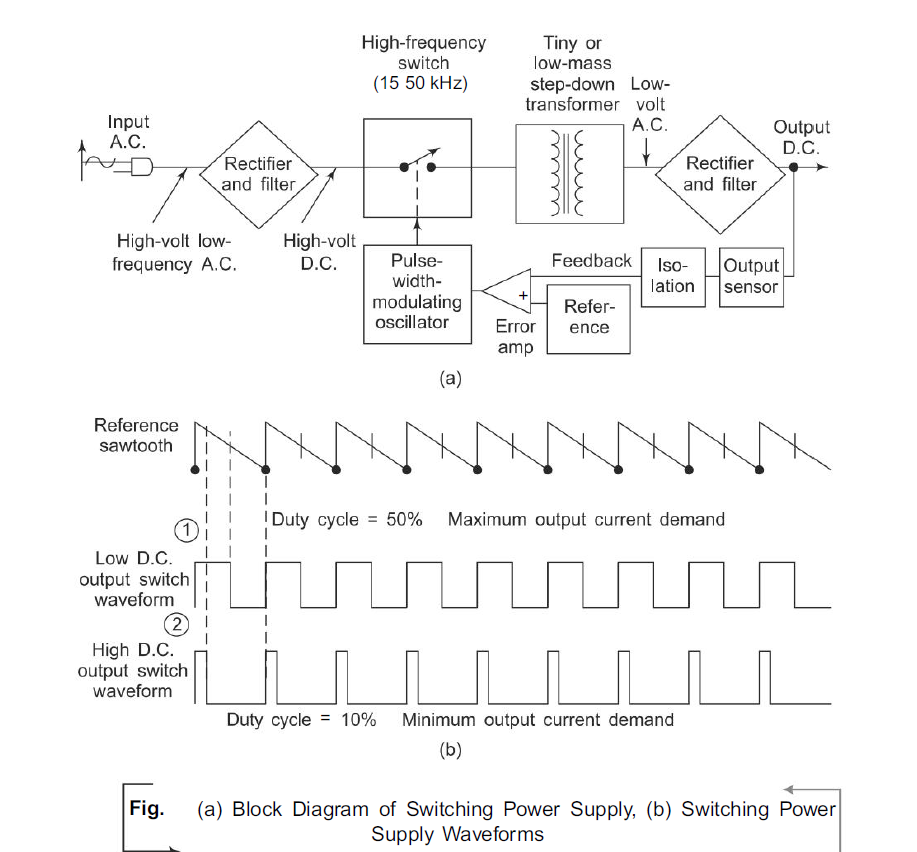 High-frequency
switch
(15 50 kHz)
Tiny or
low-mass
step-down
transformer
Low-
volt
A.C.
Input
A.C.
Output
D.C.
Rectifier
and filter
Rectifier
and filter
High-volt low-
frequency A.C.
High-volt
D.C.
Pulse-
width-
modulating
oscillator
+
Error
amp
Feedback
Refer-
ence
Iso-
lation
Output
sensor
(a)
Reference
sawtooth
Duty cycle = 50% Maximum output current demand
1
Low D.C.
output switch
waveform
2
High D.C.
output switch
waveform
Duty cycle = 10% Minimum output current demand
(b)
Fig. (a) Block Diagram of Switching Power Supply, (b) Switching Power
Supply Waveforms